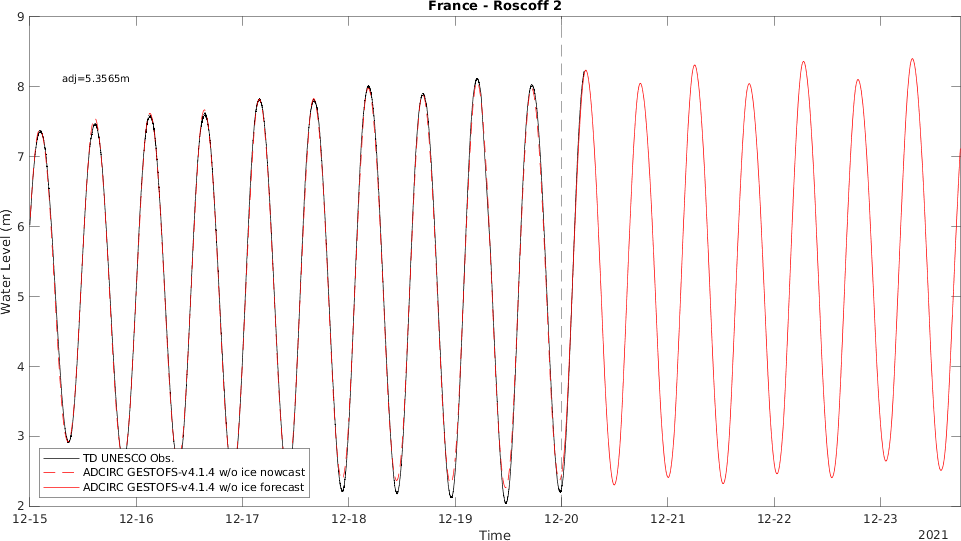 France - Roscoff 2
adj=5.3565m
9
8
7
6
5
4
3
2
Water Level (m)
TD UNESCO Obs.
ADCIRC GESTOFS-v4.1.4 w/o ice nowcast
ADCIRC GESTOFS-v4.1.4 w/o ice forecast
12-15 12-16 12-17 12-18 12-19 12-20 12-21 12-22 12-23
Time
2021